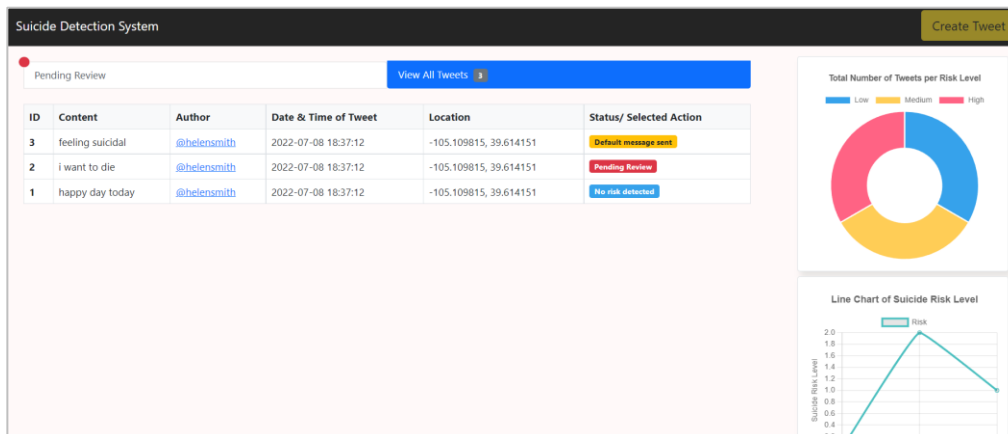 Suicide Detection System
Create Tweet
Pending Review
View All Tweets 3
ID Content Author Date & Time of Tweet Location Status/ Selected Action
3 feeling suicidal @helensmith 2022-07-08 18:37:12 -105.109815, 39.614151 Default message sent
2 i want to die @helensmith 2022-07-08 18:37:12 -105.109815, 39.614151 Pending Review
1 happy day today @helensmith 2022-07-08 18:37:12 -105.109815, 39.614151 No risk detected
Total Number of Tweets per Risk Level
Low Medium High
Line Chart of Suicide Risk Level
Risk
Suicide Risk Level
2.0
1.8
1.6
1.4
1.2
1.0
0.8
0.6
0.4